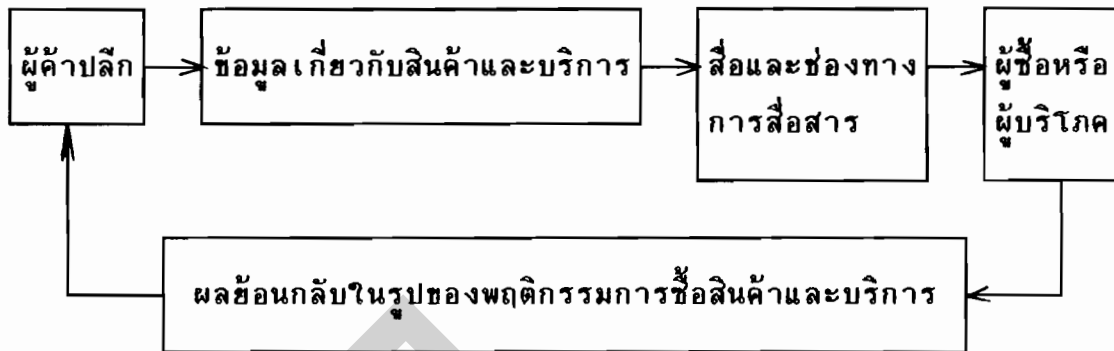 ผู้ค้าปลีก
ข้อมูลเกี่ยวกับสินค้าและบริการ
สื่อและช่องทาง
การสื่อสาร
ผู้ซื้อหรือ
ผู้บริโภค
ผลย้อนกลับในรูปของพฤติกรรมการซื้อสินค้าและบริการ